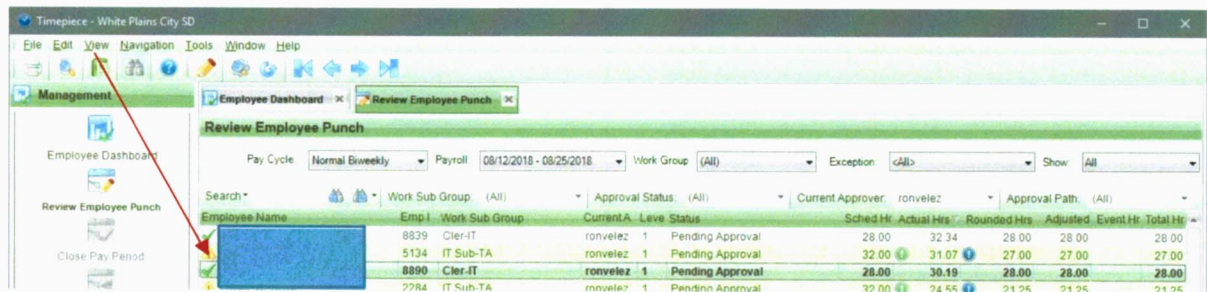 Timepiece - White Plains City SD
File Edit View Navigation Tools Window Help
Management
Employee Dashboard
Review Employee Punch
Close Pay Period
Employee Dashboard Review Employee Punch
Review Employee Punch
Pay Cycle Normal Biweekly Payroll 08/12/2018 - 08/25/2018 Work Group (All) Exception: <All> Show All
Search Work Sub Group: (All) Approval Status: (All) Current Approver: ronvelez Approval Path: (All)
Employee Name Emp I Work Sub Group Current A Leve Status Sched Hr Actual Hrs Rounded Hrs Adjusted Event Hr Total Hr
8839 Cler-IT ronvelez 1 Pending Approval 28.00 32.34 28.00 28.00 28.00
5134 IT Sub-TA ronvelez 1 Pending Approval 32.00 31.07 27.00 27.00 27.00
8890 Cler-IT ronvelez 1 Pending Approval 28.00 30.19 28.00 28.00 28.00
2284 IT Sub-TA ronvelez 1 Pending Approval 32.00 24.55 21.25 21.25 21.25